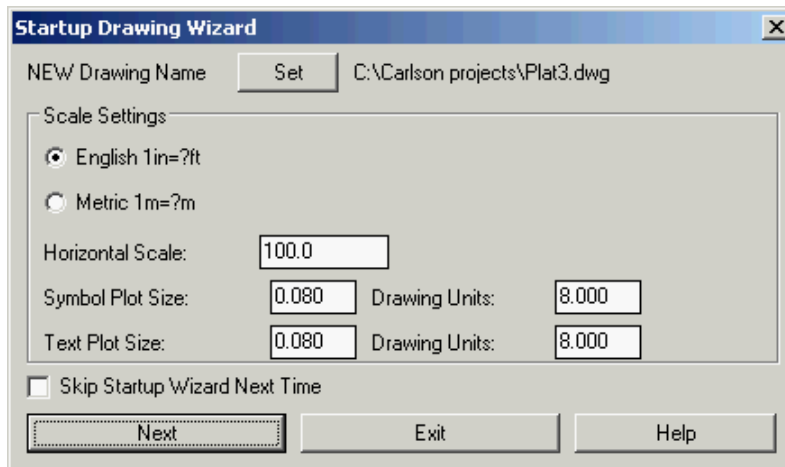 Startup Drawing Wizard
NEW Drawing Name Set C:\Carlson projects\Plat3.dwg
Scale Settings
English 1in=?ft
Metric 1m=?m
Horizontal Scale: 100.0
Symbol Plot Size: 0.080 Drawing Units: 8.000
Text Plot Size: 0.080 Drawing Units: 8.000
Skip Startup Wizard Next Time
Next Exit Help